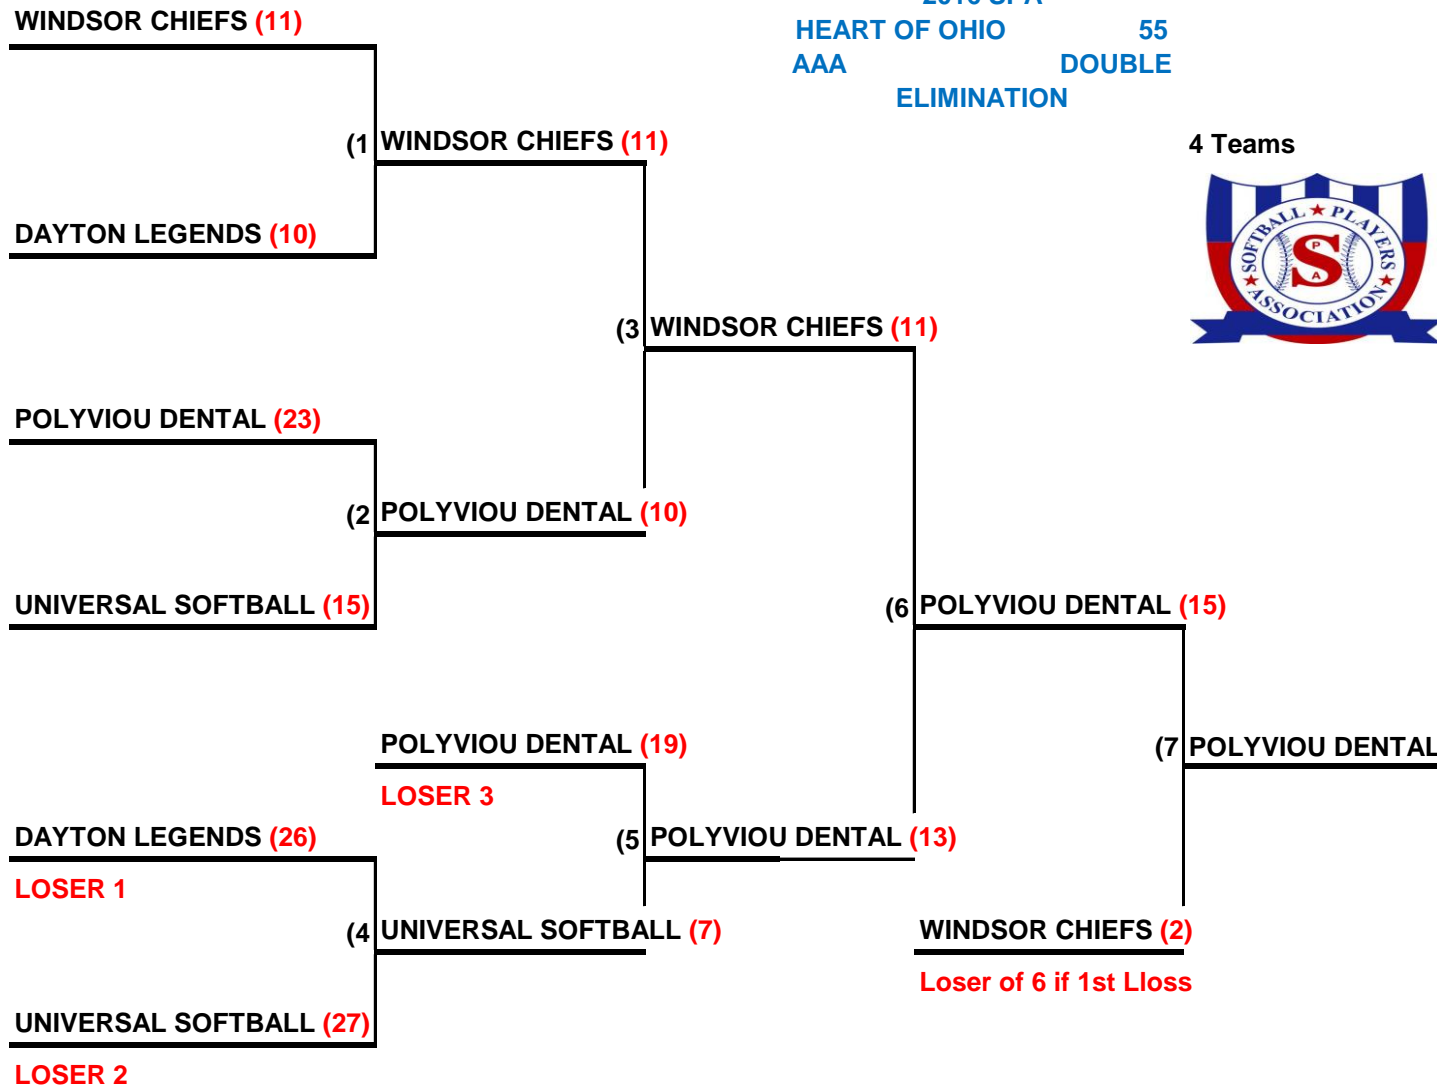 WINDSOR CHIEFS (11)
HEART OF OHIO 55
AAA DOUBLE
ELIMINATION
(1 WINDSOR CHIEFS (11)
4 Teams
DAYTON LEGENDS (10)
SOFTBALL ★ PLAYERS ★ ASSOCIATION ★
P
S
A
(3 WINDSOR CHIEFS (11)
POLYVIOU DENTAL (23)
(2 POLYVIOU DENTAL (10)
UNIVERSAL SOFTBALL (15)
(6 POLYVIOU DENTAL (15)
POLYVIOU DENTAL (19)
(7 POLYVIOU DENTAL
LOSER 3
DAYTON LEGENDS (26)
(5 POLYVIOU DENTAL (13)
LOSER 1
(4 UNIVERSAL SOFTBALL (7)
WINDSOR CHIEFS (2)
Loser of 6 if 1st Lloss
UNIVERSAL SOFTBALL (27)
LOSER 2